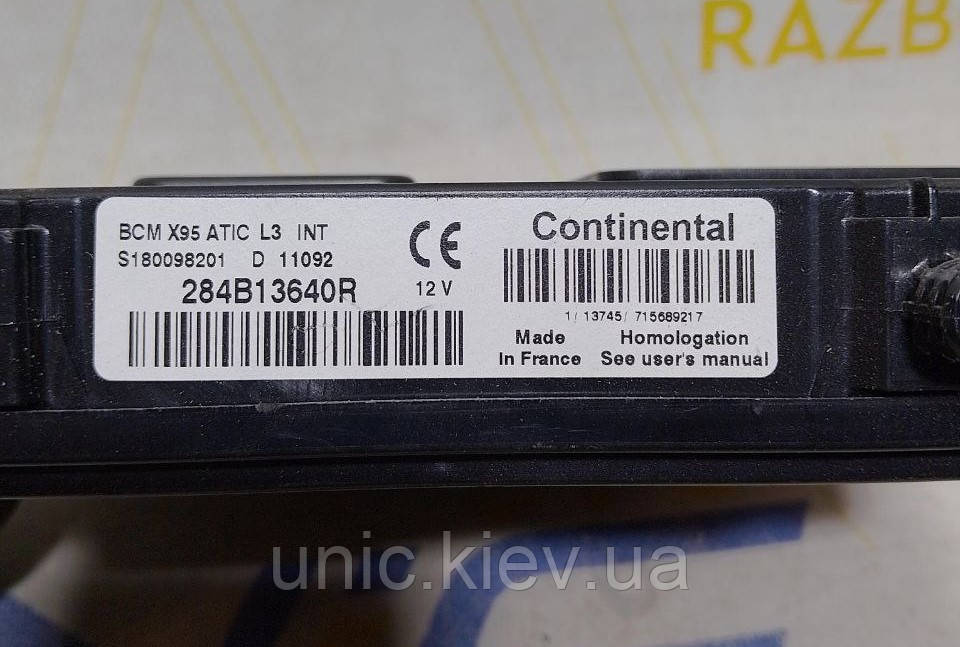 RAZB
BCM X95 ATIC L3 INT
S180098201 D 11092
284B13640R
12 V
CE
Continental
1/ 13745/ 715689217
Made
In France
Homologation
See user's manual
unic.kiev.ua